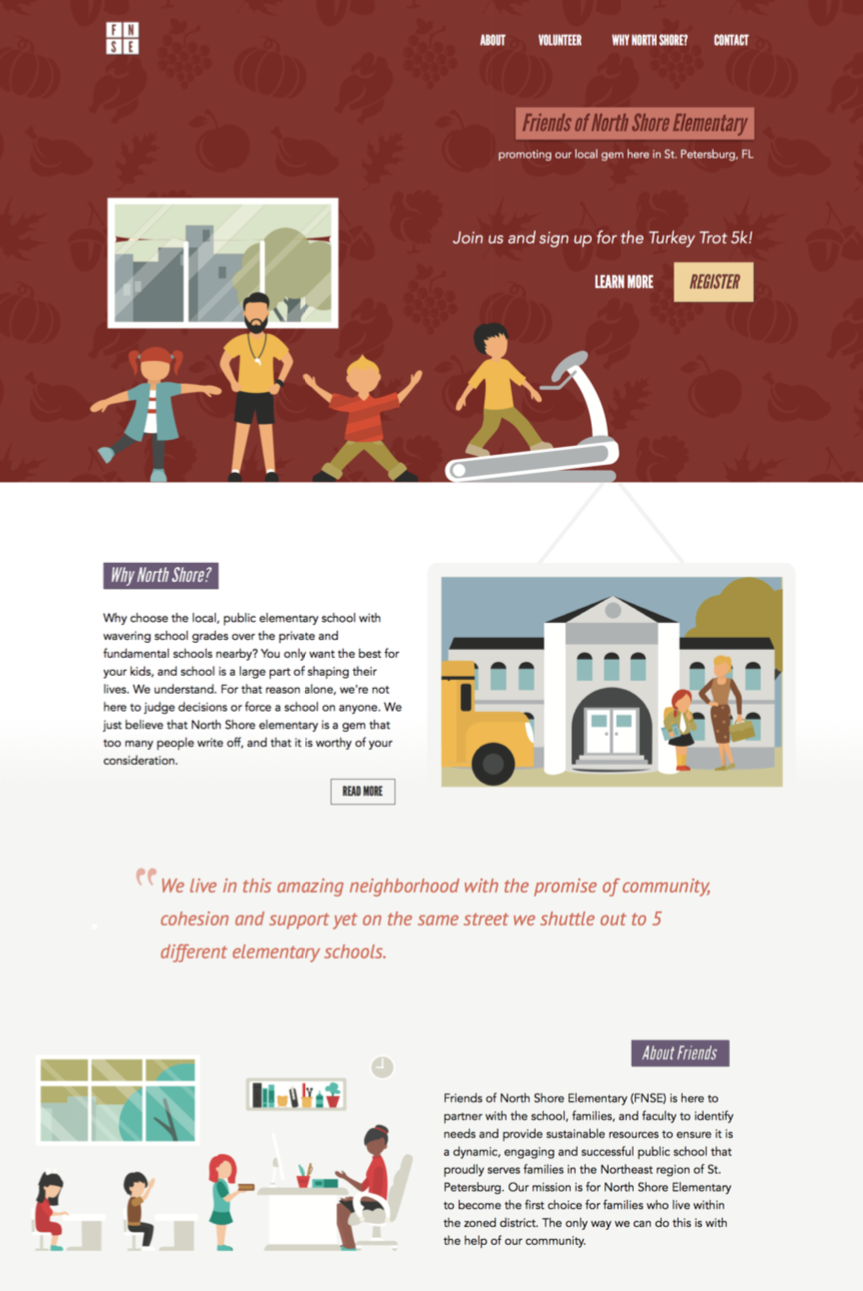 FN
SE
ABOUT VOLUNTEER WHY NORTH SHORE? CONTACT
Friends of North Shore Elementary
promoting our local gem here in St. Petersburg, FL
Join us and sign up for the Turkey Trot 5k!
LEARN MORE REGISTER
Why North Shore?
Why choose the local, public elementary school with
wavering school grades over the private and
fundamental schools nearby? You only want the best for
your kids, and school is a large part of shaping their
lives. We understand. For that reason alone, we're not
here to judge decisions or force a school on anyone. We
just believe that North Shore elementary is a gem that
too many people write off, and that it is worthy of your
consideration.
READ MORE
“We live in this amazing neighborhood with the promise of community,
cohesion and support yet on the same street we shuttle out to 5
different elementary schools.
About Friends
Friends of North Shore Elementary (FNSE) is here to
partner with the school, families, and faculty to identify
needs and provide sustainable resources to ensure it is
a dynamic, engaging and successful public school that
proudly serves families in the Northeast region of St.
Petersburg. Our mission is for North Shore Elementary
to become the first choice for families who live within
the zoned district. The only way we can do this is with
the help of our community.